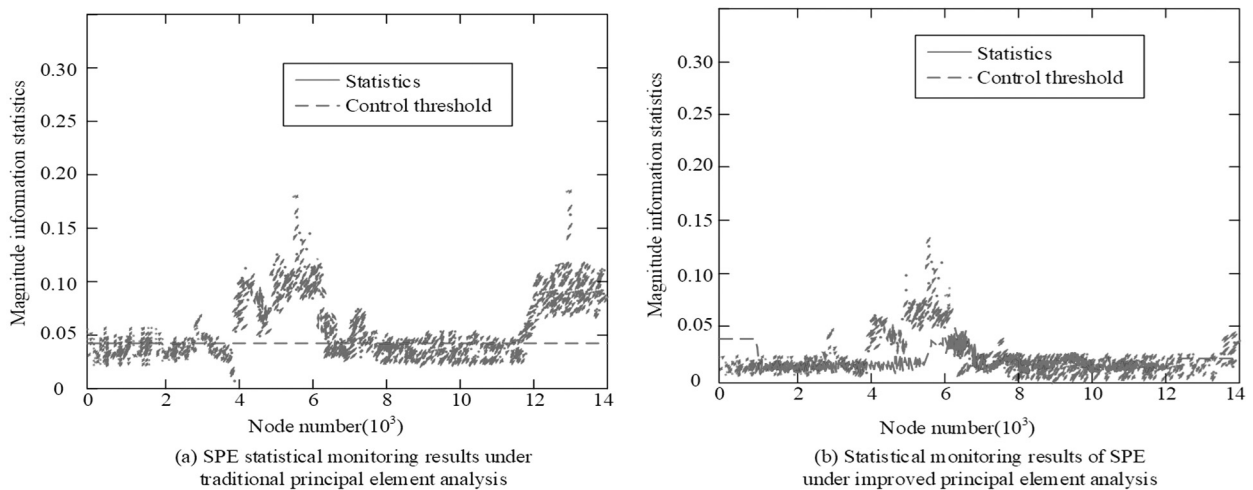 Magnitude information statistics
0.30
0.25
0.20
0.15
0.10
0.05
0
Statistics
Control threshold
0 2 4 6 8 10 12 14
Node number(10³)
(a) SPE statistical monitoring results under
traditional principal element analysis
Magnitude information statistics
0.30
0.25
0.20
0.15
0.10
0.05
0
Statistics
Control threshold
2 4 6 8 10 12 14
Node number(10³)
(b) Statistical monitoring results of SPE
under improved principal element analysis